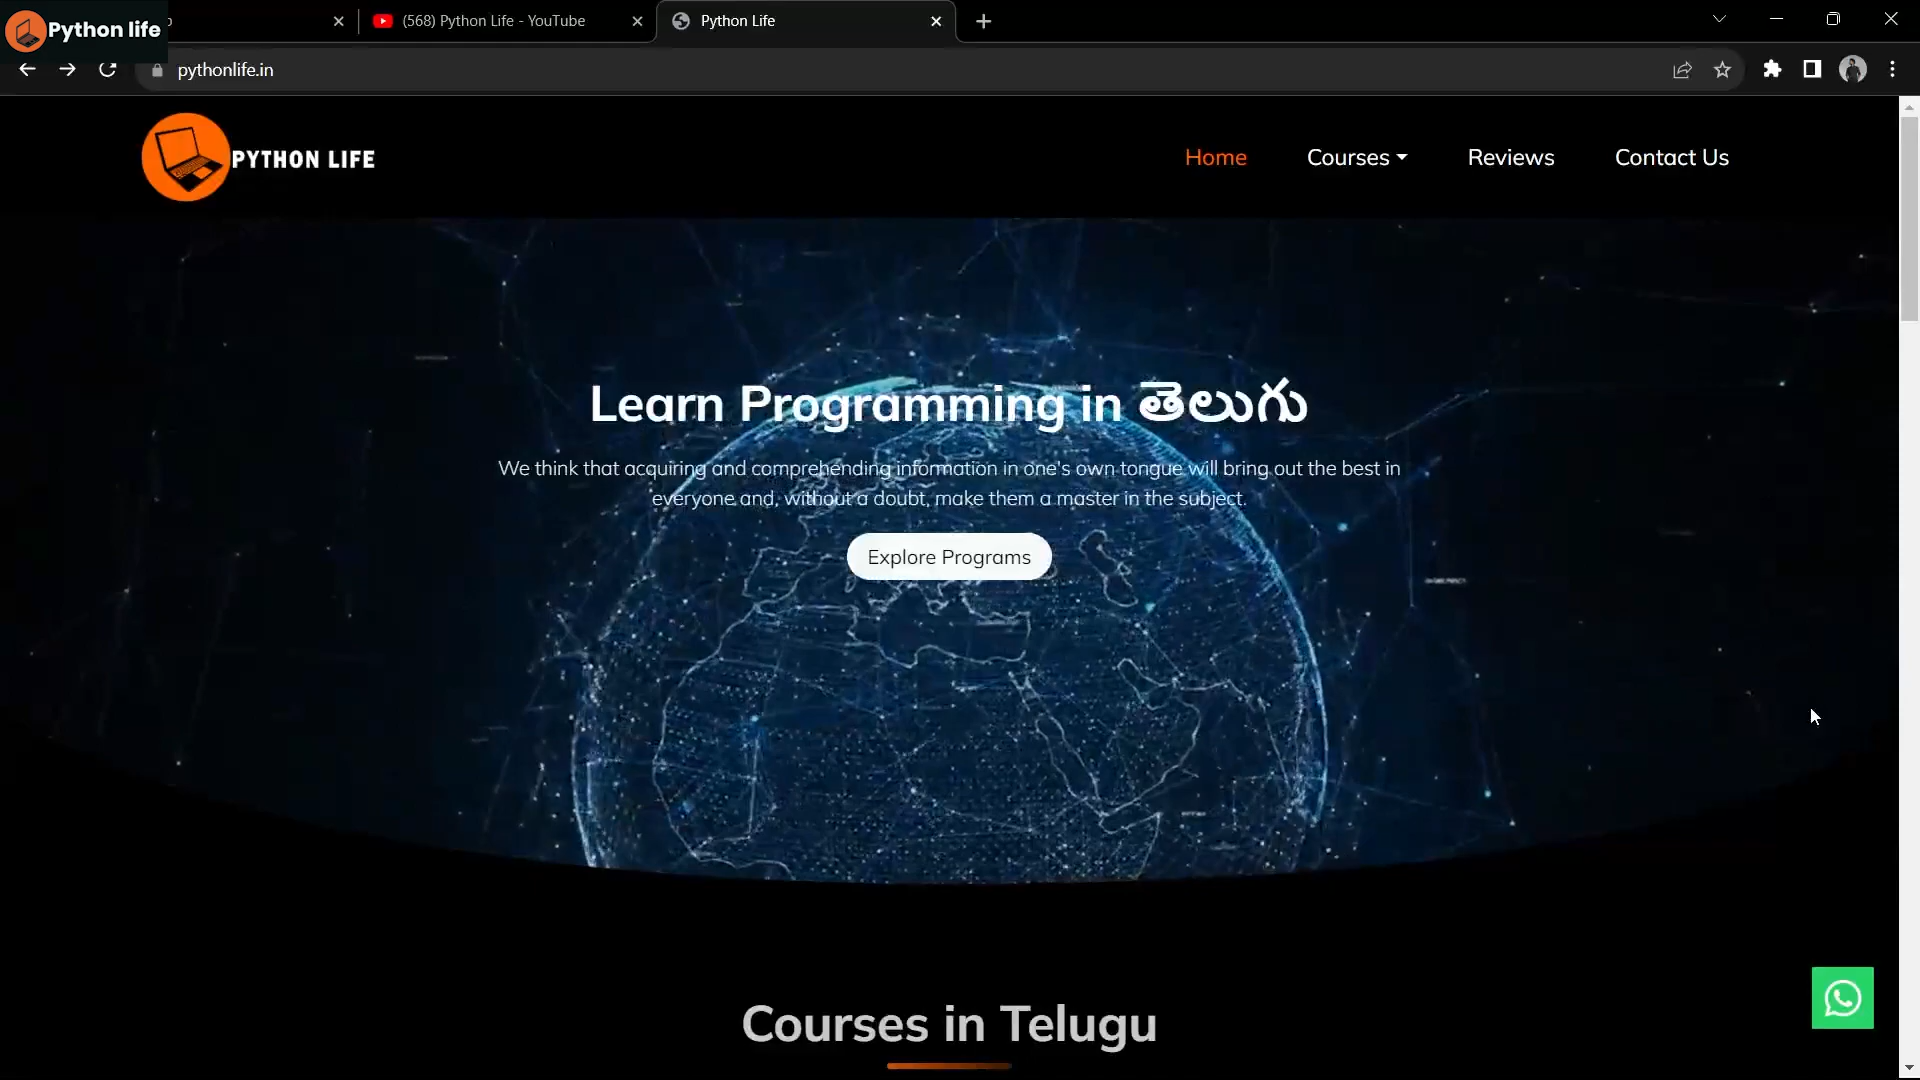 Python life
(568) Python Life - YouTube
Python Life
pythonlife.in
PYTHON LIFE
Home
Courses
Reviews
Contact Us
Learn Programming in తెలుగు
We think that acquiring and comprehending information in one's own tongue will bring out the best in
everyone and, without a doubt, make them a master in the subject.
Explore Programs
Courses in Telugu